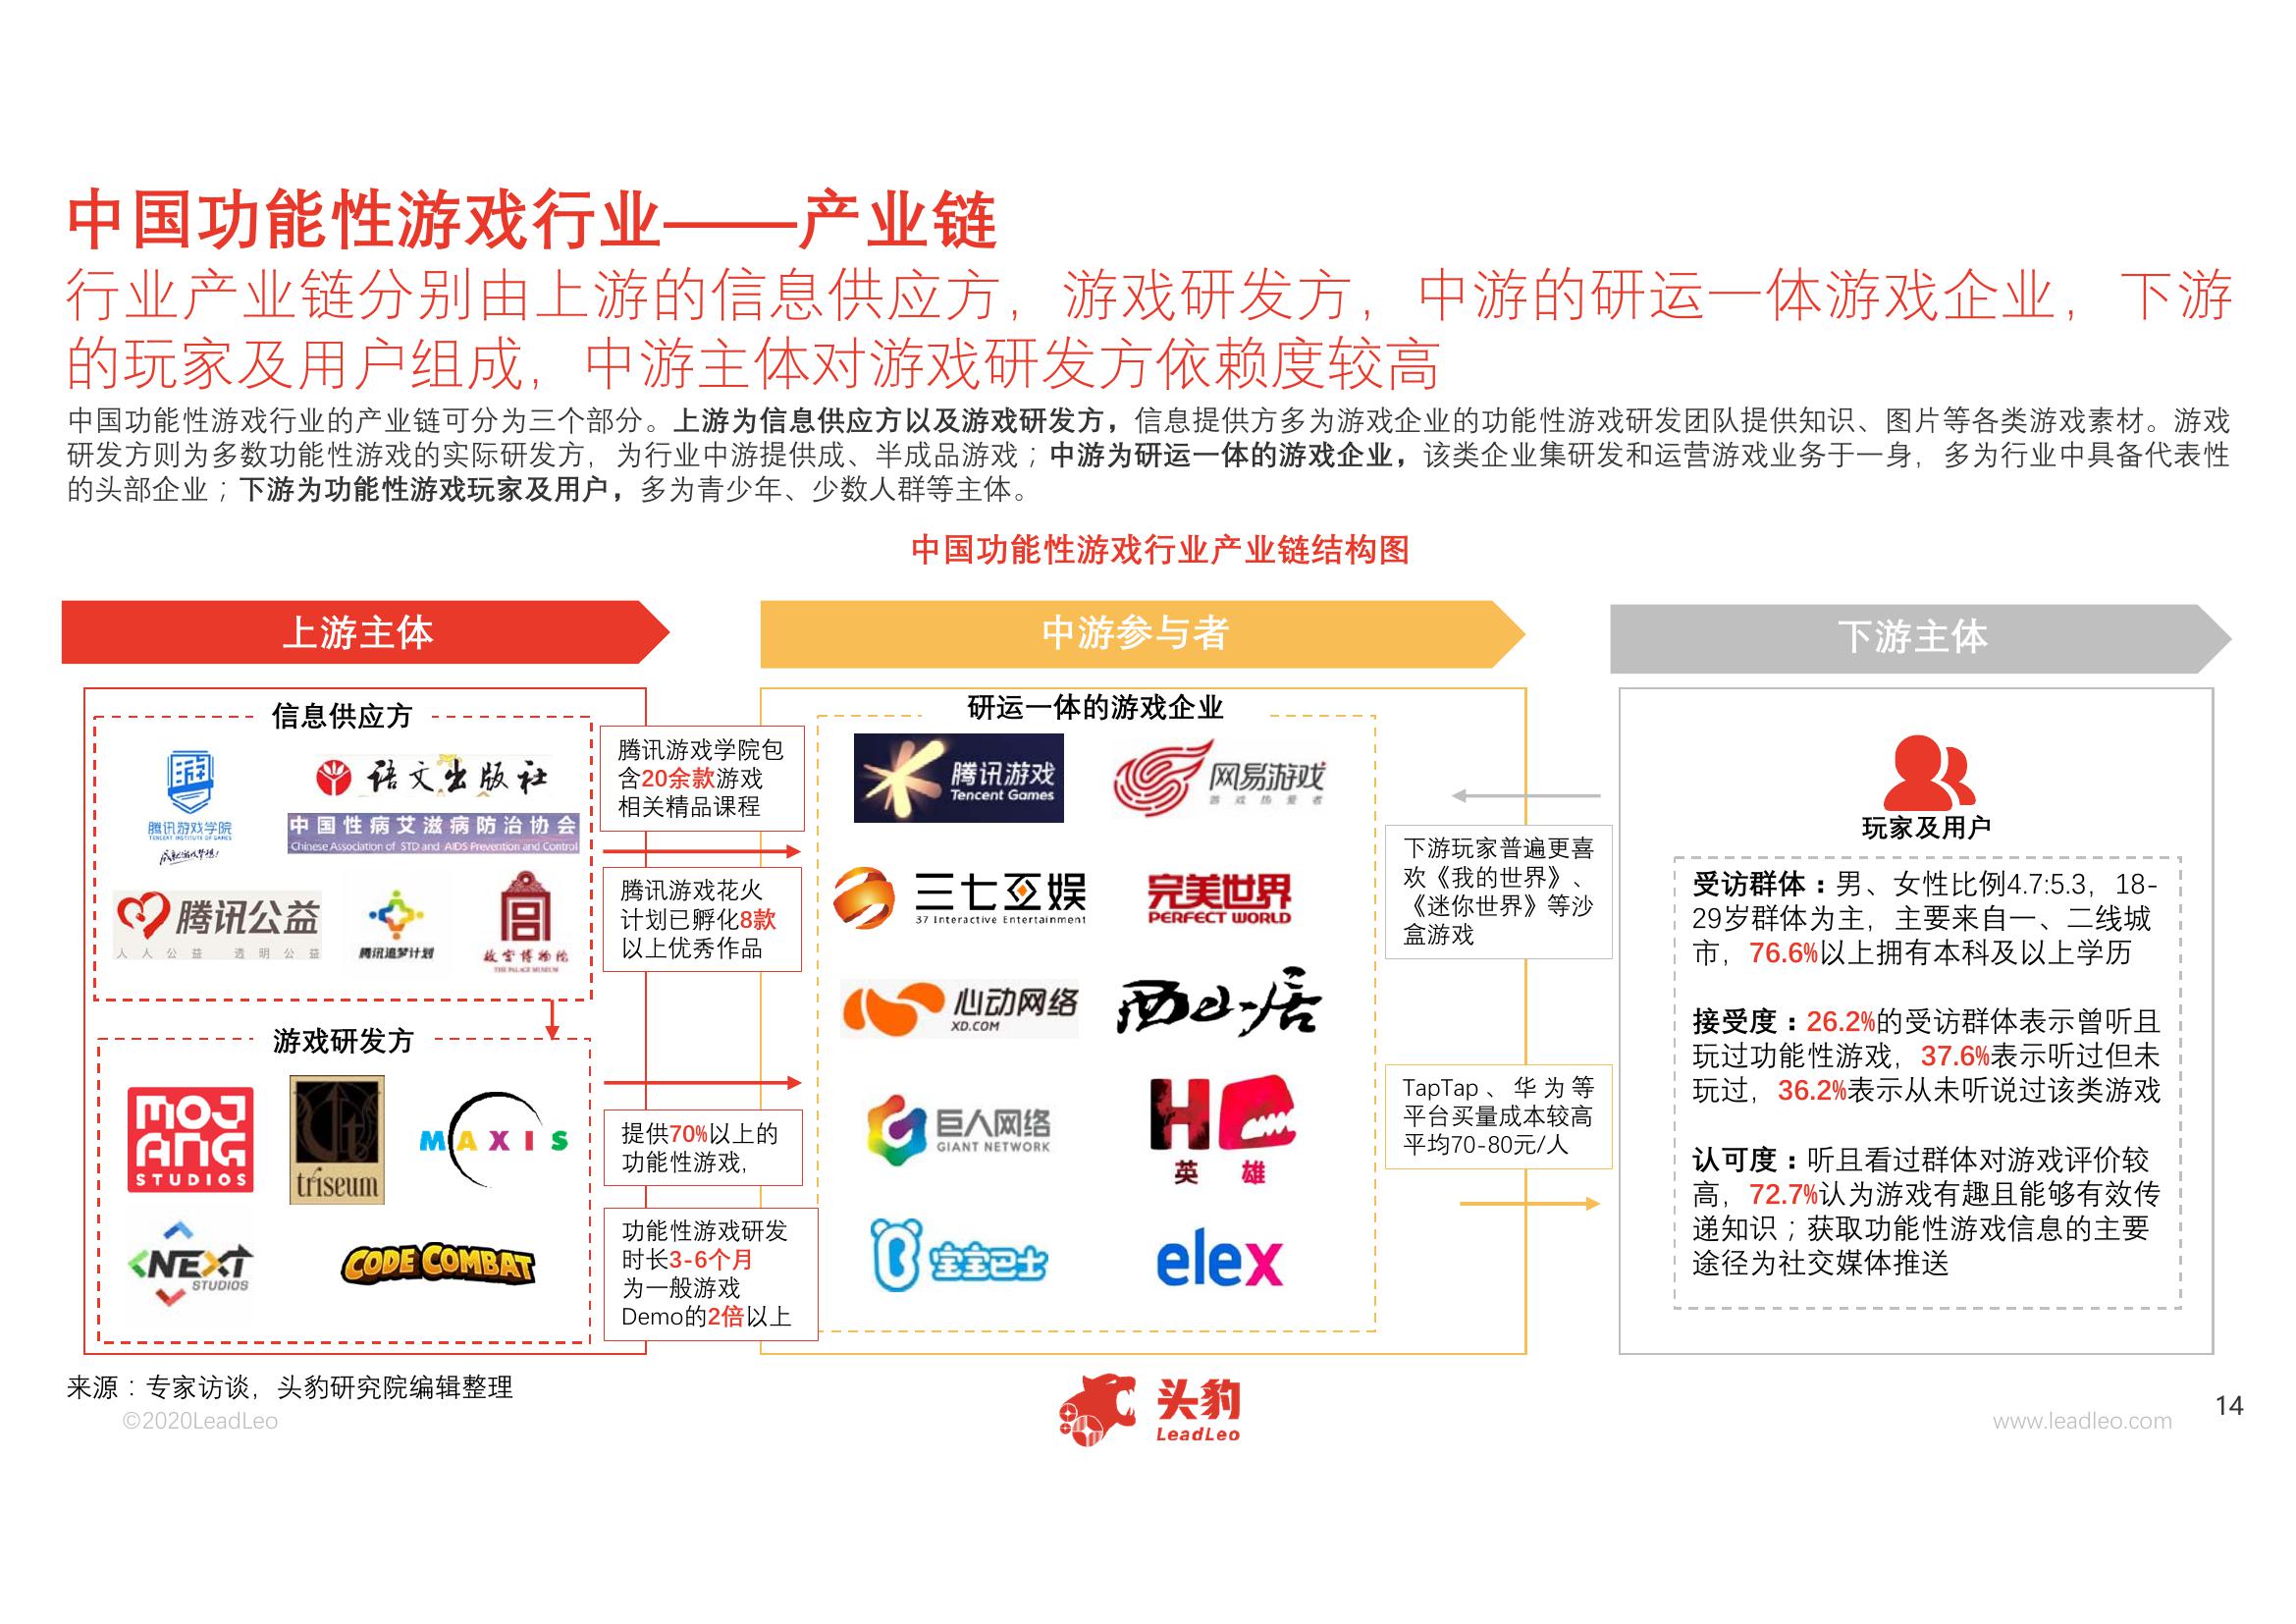 中国功能性游戏行业——产业链
行业产业链分别由上游的信息供应方，游戏研发方，中游的研运一体游戏企业，下游
的玩家及用户组成，中游主体对游戏研发方依赖度较高
中国功能性游戏行业的产业链可分为三个部分。上游为信息供应方以及游戏研发方，信息提供方多为游戏企业的功能性游戏研发团队提供知识、图片等各类游戏素材。游戏
研发方则为多数功能性游戏的实际研发方，为行业中游提供成、半成品游戏；中游为研运一体的游戏企业，该类企业集研发和运营游戏业务于一身，多为行业中具备代表性
的头部企业；下游为功能性游戏玩家及用户，多为青少年、少数人群等主体。
中国功能性游戏行业产业链结构图
上游主体
中游参与者
下游主体
信息供应方
腾讯游戏学院
TENCENT INSTITUTE OF GAMES
成就游戏梦想!
语文出版社
中国性病艾滋病防治协会
Chinese Association of STD and AIDS Prevention and Control
腾讯公益
人人公益 透明公益
腾讯追梦计划
故宫博物院
THE PALACE MUSEUM
游戏研发方
MOJ
ANG
STUDIOS
triseum
MAXIS
NEXT
STUDIOS
CODE COMBAT
腾讯游戏学院包
含20余款游戏
相关精品课程
腾讯游戏花火
计划已孵化8款
以上优秀作品
提供70%以上的
功能性游戏,
功能性游戏研发
时长3-6个月
为一般游戏
Demo的2倍以上
研运一体的游戏企业
腾讯游戏
Tencent Games
网易游戏
游戏热爱者
三七互娱
37 Interactive Entertainment
完美世界
PERFECT WORLD
心动网络
XD.COM
西山居
巨人网络
GIANT NETWORK
英雄
宝宝巴士
elex
下游玩家普遍更喜
欢《我的世界》、
《迷你世界》等沙
盒游戏
TapTap、华为等
平台买量成本较高
平均70-80元/人
玩家及用户
受访群体：男、女性比例4.7:5.3，18-
29岁群体为主，主要来自一、二线城
市，76.6%以上拥有本科及以上学历
接受度：26.2%的受访群体表示曾听且
玩过功能性游戏，37.6%表示听过但未
玩过，36.2%表示从未听说过该类游戏
认可度：听且看过群体对游戏评价较
高，72.7%认为游戏有趣且能够有效传
递知识；获取功能性游戏信息的主要
途径为社交媒体推送
来源：专家访谈，头豹研究院编辑整理
©2020LeadLeo
头豹
LeadLeo
www.leadleo.com
14